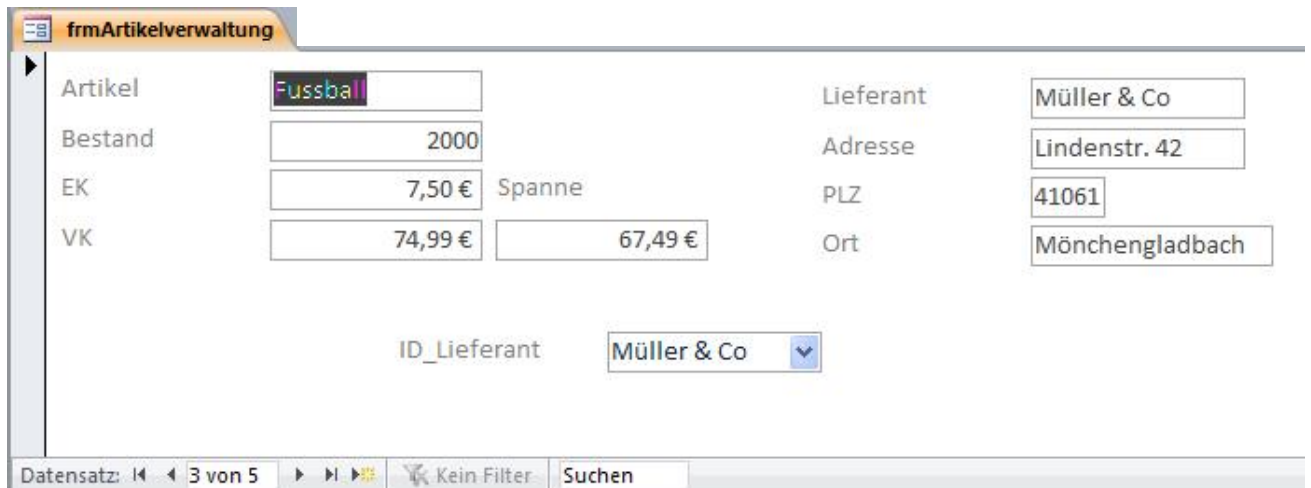 frmArtikelverwaltung
Artikel Fussball
Bestand 2000
EK 7,50 € Spanne
VK 74,99 € 67,49 €
Lieferant Müller & Co
Adresse Lindenstr. 42
PLZ 41061
Ort Mönchengladbach
ID_Lieferant Müller & Co
Datensatz: 3 von 5 Kein Filter Suchen